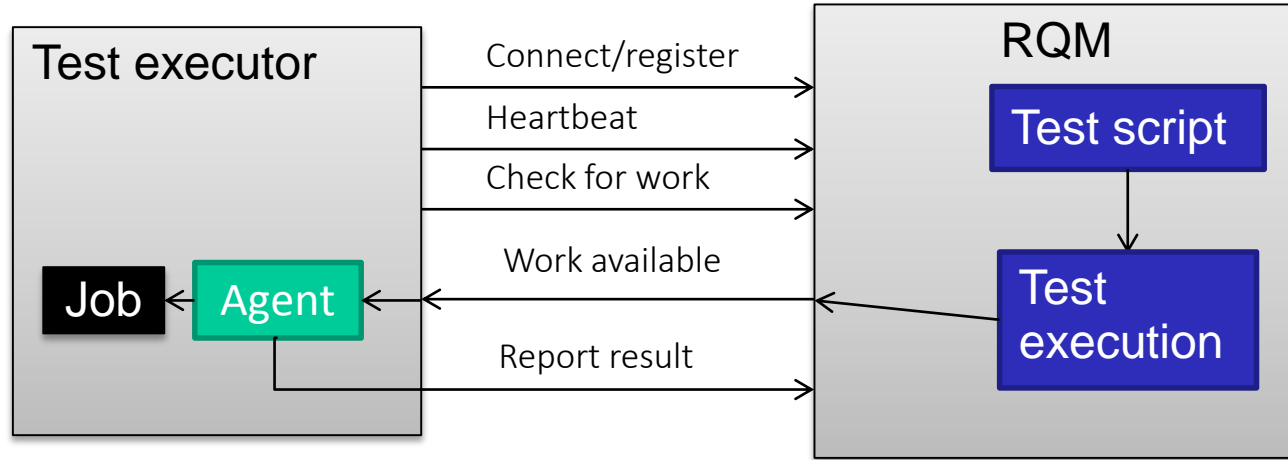 Test executor
Connect/register
Heartbeat
Check for work
Work available
Report result
Job
Agent
RQM
Test script
Test
execution